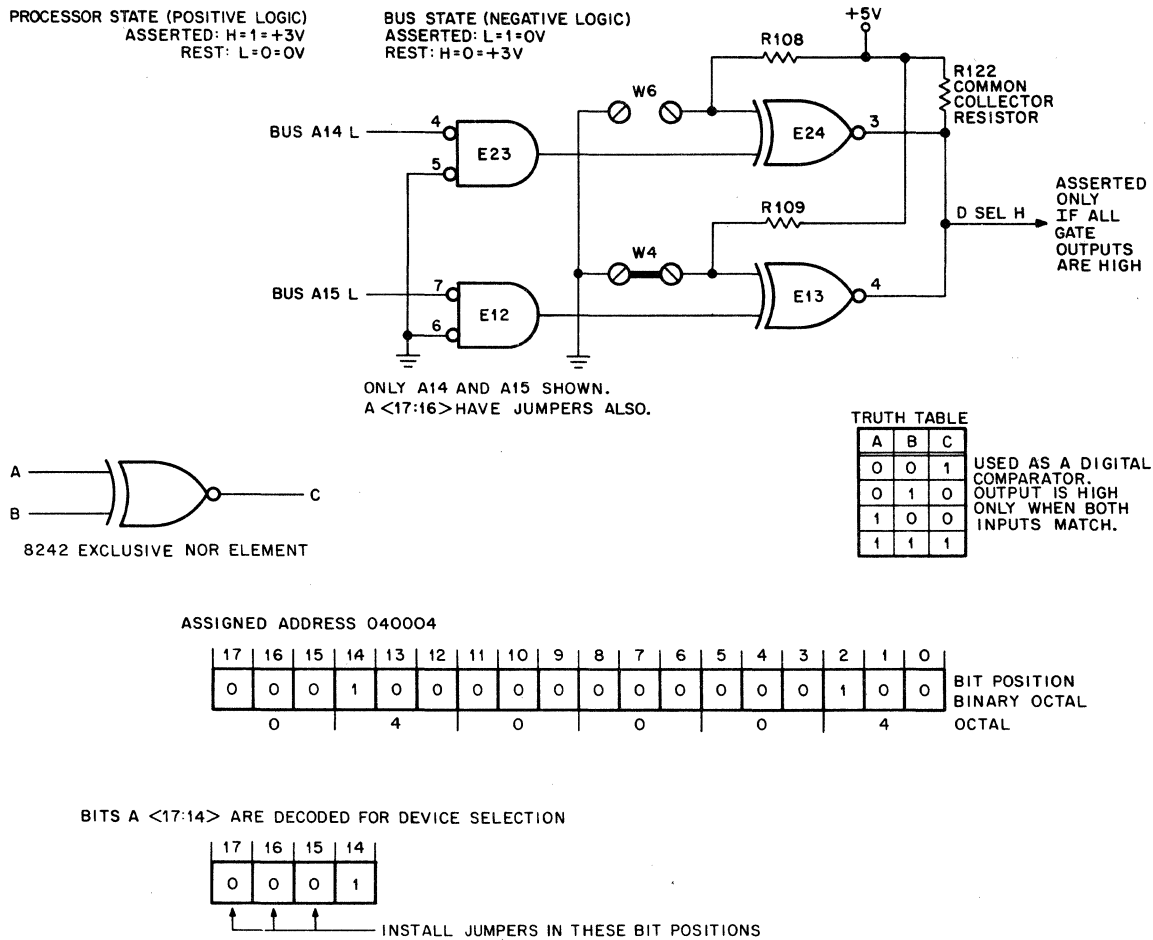 PROCESSOR STATE (POSITIVE LOGIC)
ASSERTED: H=1=+3V
REST: L=0=0V
BUS STATE (NEGATIVE LOGIC)
ASSERTED: L=1=0V
REST: H=0=+3V
+5V
R108
R122
COMMON
COLLECTOR
RESISTOR
W6
BUS A14 L
4
5
E23
E24
3
R109
D SEL H
ASSERTED
ONLY
IF ALL
GATE
OUTPUTS
ARE HIGH
W4
BUS A15 L
7
6
E12
E13
4
ONLY A14 AND A15 SHOWN.
A <17:16> HAVE JUMPERS ALSO.
TRUTH TABLE
A B C
0 0 1
0 1 0
1 0 0
1 1 1
USED AS A DIGITAL
COMPARATOR.
OUTPUT IS HIGH
ONLY WHEN BOTH
INPUTS MATCH.
A
B
C
8242 EXCLUSIVE NOR ELEMENT
ASSIGNED ADDRESS 040004
17 16 15 14 13 12 11 10 9 8 7 6 5 4 3 2 1 0
BIT POSITION
0 0 0 1 0 0 0 0 0 0 0 0 0 0 0 1 0 0
BINARY OCTAL
0 4 0 0 0 4
OCTAL
BITS A <17:14> ARE DECODED FOR DEVICE SELECTION
17 16 15 14
0 0 0 1
INSTALL JUMPERS IN THESE BIT POSITIONS